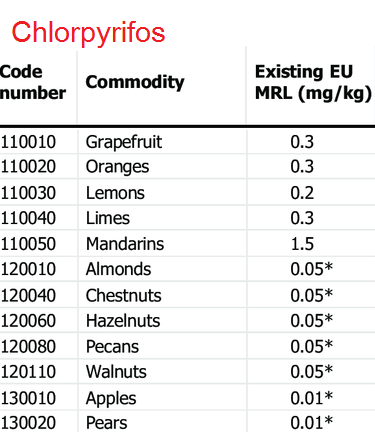 Chlorpyrifos
Code number Commodity Existing EU MRL (mg/kg)
110010 Grapefruit 0.3
110020 Oranges 0.3
110030 Lemons 0.2
110040 Limes 0.3
110050 Mandarins 1.5
120010 Almonds 0.05*
120040 Chestnuts 0.05*
120060 Hazelnuts 0.05*
120080 Pecans 0.05*
120110 Walnuts 0.05*
130010 Apples 0.01*
130020 Pears 0.01*